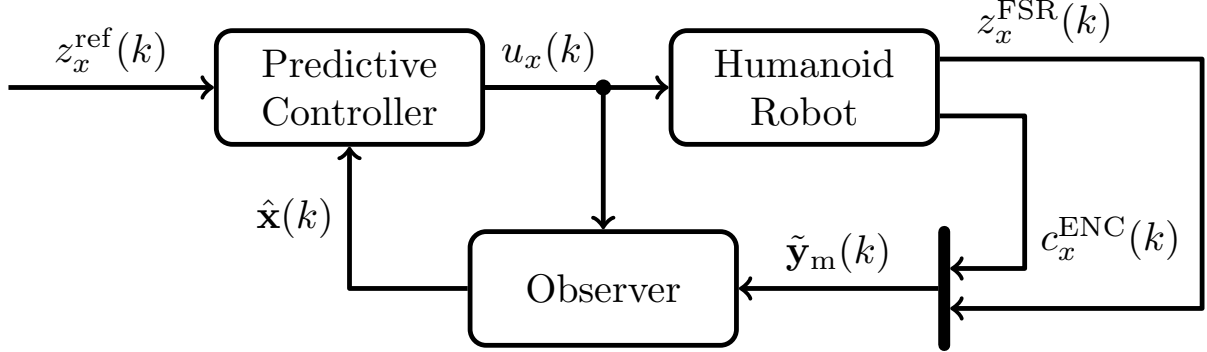 z_x^{ref}(k)
Predictive
Controller
u_x(k)
Humanoid
Robot
z_x^{FSR}(k)
x̂(k)
Observer
ỹ_m(k)
c_x^{ENC}(k)